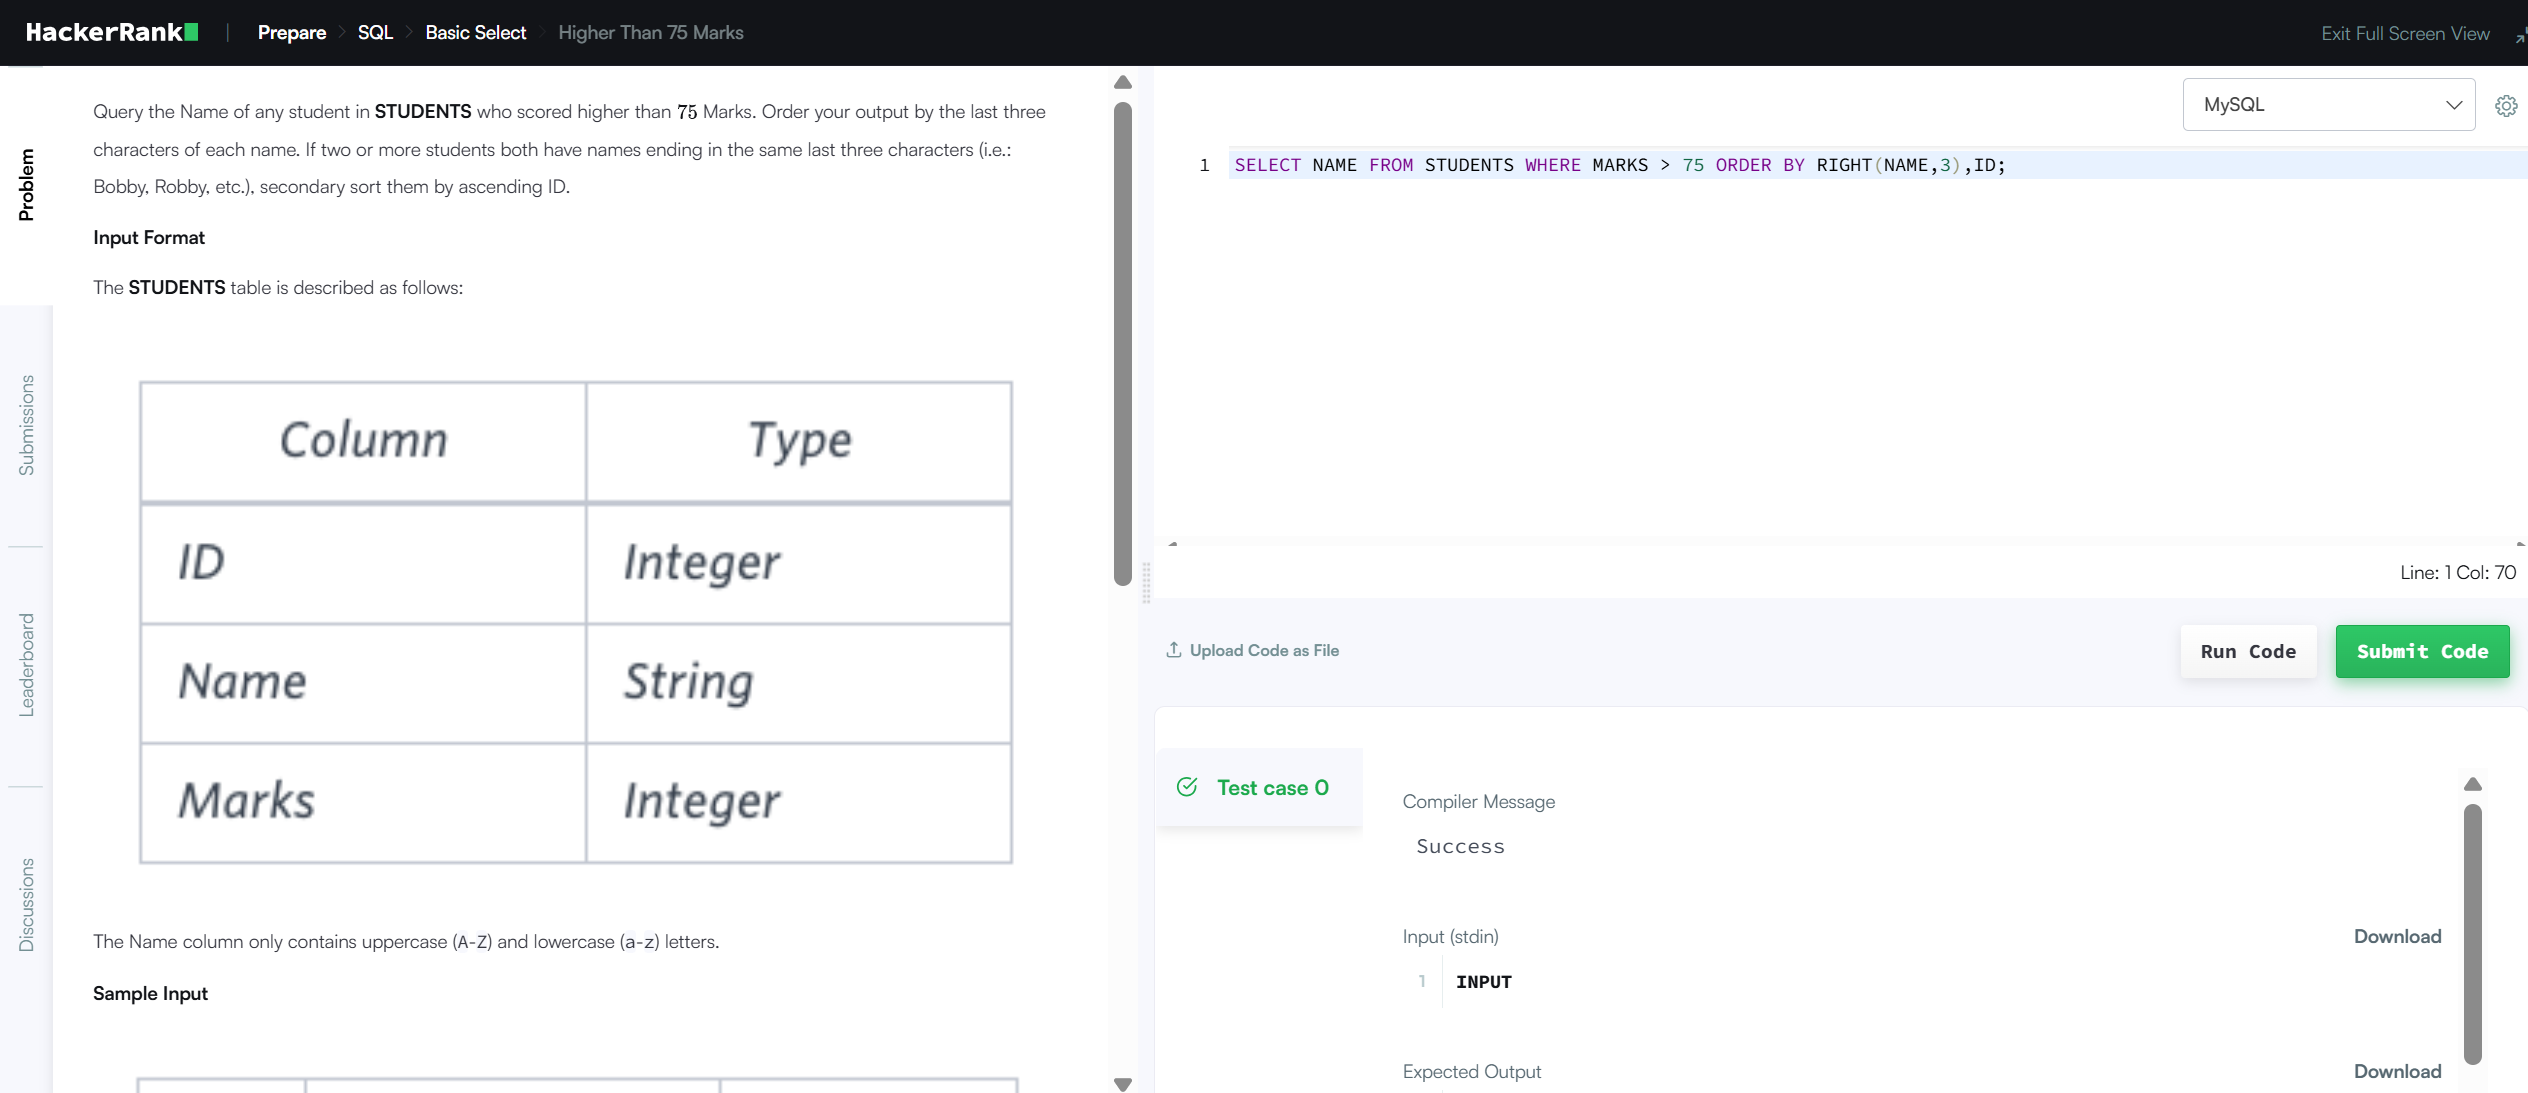 HackerRank | Prepare > SQL > Basic Select > Higher Than 75 Marks
Exit Full Screen View
Problem
Submissions
Leaderboard
Discussions
Query the Name of any student in STUDENTS who scored higher than 75 Marks. Order your output by the last three
characters of each name. If two or more students both have names ending in the same last three characters (i.e.:
Bobby, Robby, etc.), secondary sort them by ascending ID.
Input Format
The STUDENTS table is described as follows:
Column Type
ID Integer
Name String
Marks Integer
The Name column only contains uppercase (A-Z) and lowercase (a-z) letters.
Sample Input
MySQL
1 SELECT NAME FROM STUDENTS WHERE MARKS > 75 ORDER BY RIGHT(NAME,3),ID;
Line: 1 Col: 70
Upload Code as File
Run Code
Submit Code
Test case 0
Compiler Message
Success
Input (stdin)
Download
1 INPUT
Expected Output
Download